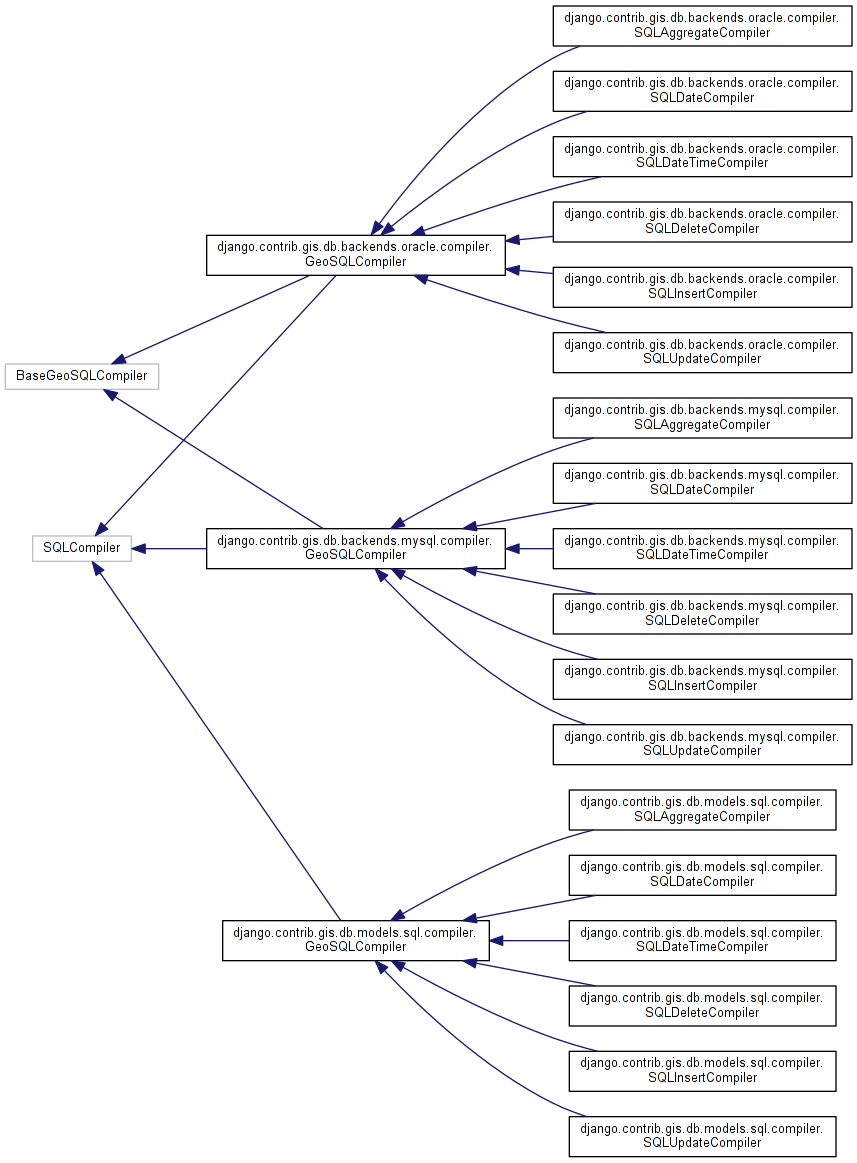 django.contrib.gis.db.backends.oracle.compiler.
SQLAggregateCompiler
django.contrib.gis.db.backends.oracle.compiler.
SQLDateCompiler
django.contrib.gis.db.backends.oracle.compiler.
SQLDateTimeCompiler
django.contrib.gis.db.backends.oracle.compiler.
SQLDeleteCompiler
django.contrib.gis.db.backends.oracle.compiler.
GeoSQLCompiler
django.contrib.gis.db.backends.oracle.compiler.
SQLInsertCompiler
django.contrib.gis.db.backends.oracle.compiler.
SQLUpdateCompiler
BaseGeoSQLCompiler
django.contrib.gis.db.backends.mysql.compiler.
SQLAggregateCompiler
django.contrib.gis.db.backends.mysql.compiler.
SQLDateCompiler
SQLCompiler
django.contrib.gis.db.backends.mysql.compiler.
GeoSQLCompiler
django.contrib.gis.db.backends.mysql.compiler.
SQLDateTimeCompiler
django.contrib.gis.db.backends.mysql.compiler.
SQLDeleteCompiler
django.contrib.gis.db.backends.mysql.compiler.
SQLInsertCompiler
django.contrib.gis.db.backends.mysql.compiler.
SQLUpdateCompiler
django.contrib.gis.db.models.sql.compiler.
SQLAggregateCompiler
django.contrib.gis.db.models.sql.compiler.
SQLDateCompiler
django.contrib.gis.db.models.sql.compiler.
GeoSQLCompiler
django.contrib.gis.db.models.sql.compiler.
SQLDateTimeCompiler
django.contrib.gis.db.models.sql.compiler.
SQLDeleteCompiler
django.contrib.gis.db.models.sql.compiler.
SQLInsertCompiler
django.contrib.gis.db.models.sql.compiler.
SQLUpdateCompiler